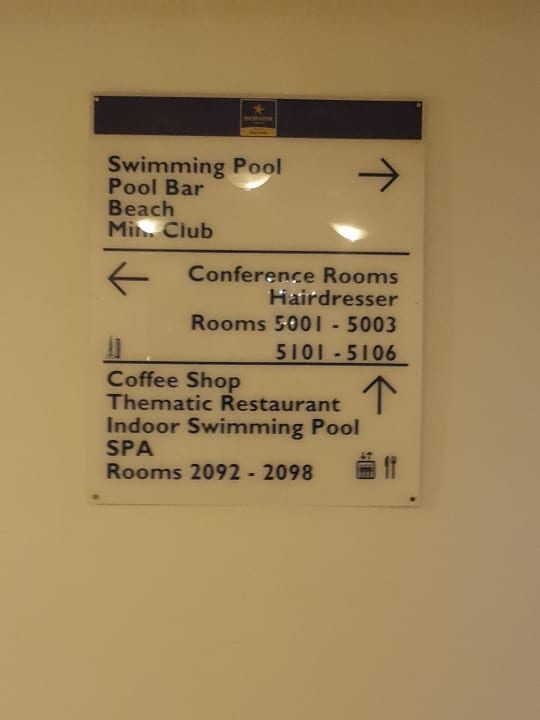 Swimming Pool
Pool Bar
Beach
Mini Club
Conference Rooms
Hairdresser
Rooms 5001 - 5003
5101 - 5106
Coffee Shop
Thematic Restaurant
Indoor Swimming Pool
SPA
Rooms 2092 - 2098